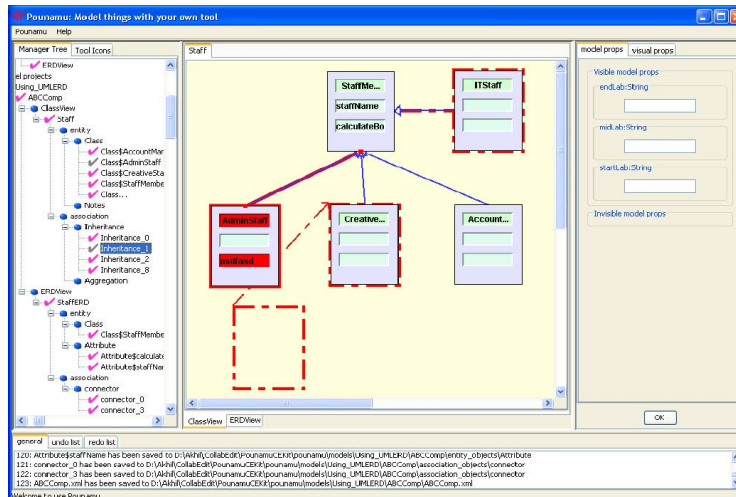 Pounamu: Model things with your own tool
Pounamu Help
Manager Tree Tool Icons
ERDView
el projects
Using_UMLERD
ABCComp
ClassView
Staff
entity
Class
Class$AccountMar
Class$AdminStaff
Class$CreativeSta
Class$StaffMembe
Class...
Notes
association
Inheritance
Inheritance_0
Inheritance_1
Inheritance_2
Inheritance_8
Aggregation
ERDView
StaffERD
entity
Class
Class$StaffMembe
Attribute
Attribute$calculate
Attribute$staffNar
association
connector
connector_0
connector_3
Staff
StaffMe...
staffName
calculateBo
ITStaff
AdminStaff
asdfasd
Creative...
Account...
ClassView ERDView
model props visual props
Visible model props
endLab:String
midLab:String
startLab:String
Invisible model props
OK
general undo list redo list
120: Attribute$staffName has been saved to D:\Akhil\CollabEdit\PounamuCEKit\pounamu\models\Using_UMLERD\ABCComp\entity_objects\Attribute
121: connector_0 has been saved to D:\Akhil\CollabEdit\PounamuCEKit\pounamu\models\Using_UMLERD\ABCComp\association_objects\connector
122: connector_3 has been saved to D:\Akhil\CollabEdit\PounamuCEKit\pounamu\models\Using_UMLERD\ABCComp\association_objects\connector
123: ABCComp.xml has been saved to D:\Akhil\CollabEdit\PounamuCEKit\pounamu\models\Using_UMLERD\ABCComp\ABCComp.xml
Welcome to use Pounamu